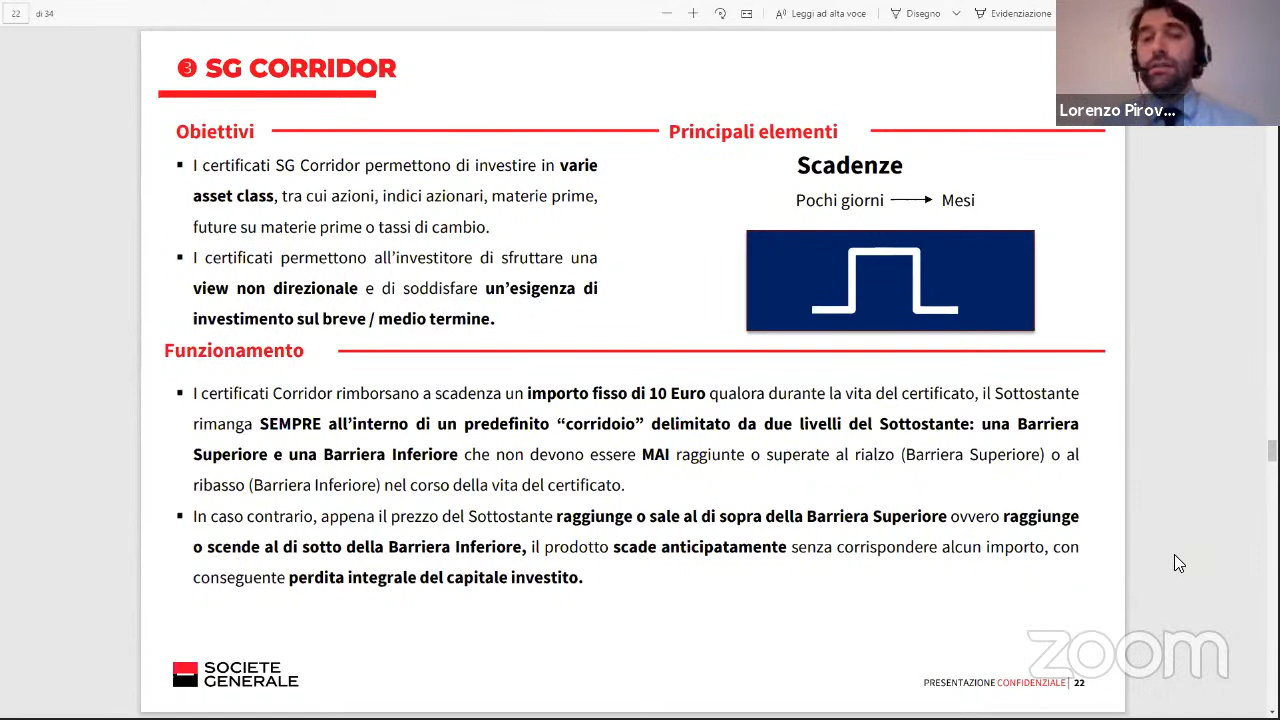 22 di 34
Leggi ad alta voce
Disegno
Evidenziazione
❸ SG CORRIDOR
Lorenzo Pirov...
Obiettivi
I certificati SG Corridor permettono di investire in varie
asset class, tra cui azioni, indici azionari, materie prime,
future su materie prime o tassi di cambio.
I certificati permettono all’investitore di sfruttare una
view non direzionale e di soddisfare un’esigenza di
investimento sul breve / medio termine.
Principali elementi
Scadenze
Pochi giorni → Mesi
Funzionamento
I certificati Corridor rimborsano a scadenza un importo fisso di 10 Euro qualora durante la vita del certificato, il Sottostante
rimanga SEMPRE all’interno di un predefinito “corridoio” delimitato da due livelli del Sottostante: una Barriera
Superiore e una Barriera Inferiore che non devono essere MAI raggiunte o superate al rialzo (Barriera Superiore) o al
ribasso (Barriera Inferiore) nel corso della vita del certificato.
In caso contrario, appena il prezzo del Sottostante raggiunge o sale al di sopra della Barriera Superiore ovvero raggiunge
o scende al di sotto della Barriera Inferiore, il prodotto scade anticipatamente senza corrispondere alcun importo, con
conseguente perdita integrale del capitale investito.
SOCIETE
GENERALE
zoom
PRESENTAZIONE CONFIDENZIALE| 22